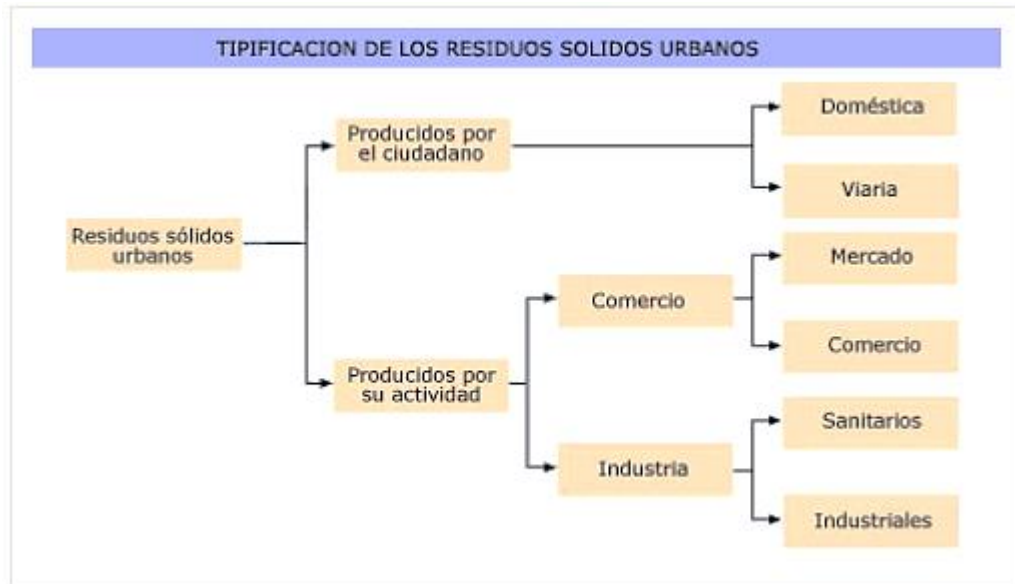 TIPIFICACION DE LOS RESIDUOS SOLIDOS URBANOS
Residuos sólidos
urbanos
Producidos por
el ciudadano
Doméstica
Viaria
Producidos por
su actividad
Comercio
Mercado
Comercio
Industria
Sanitarios
Industriales